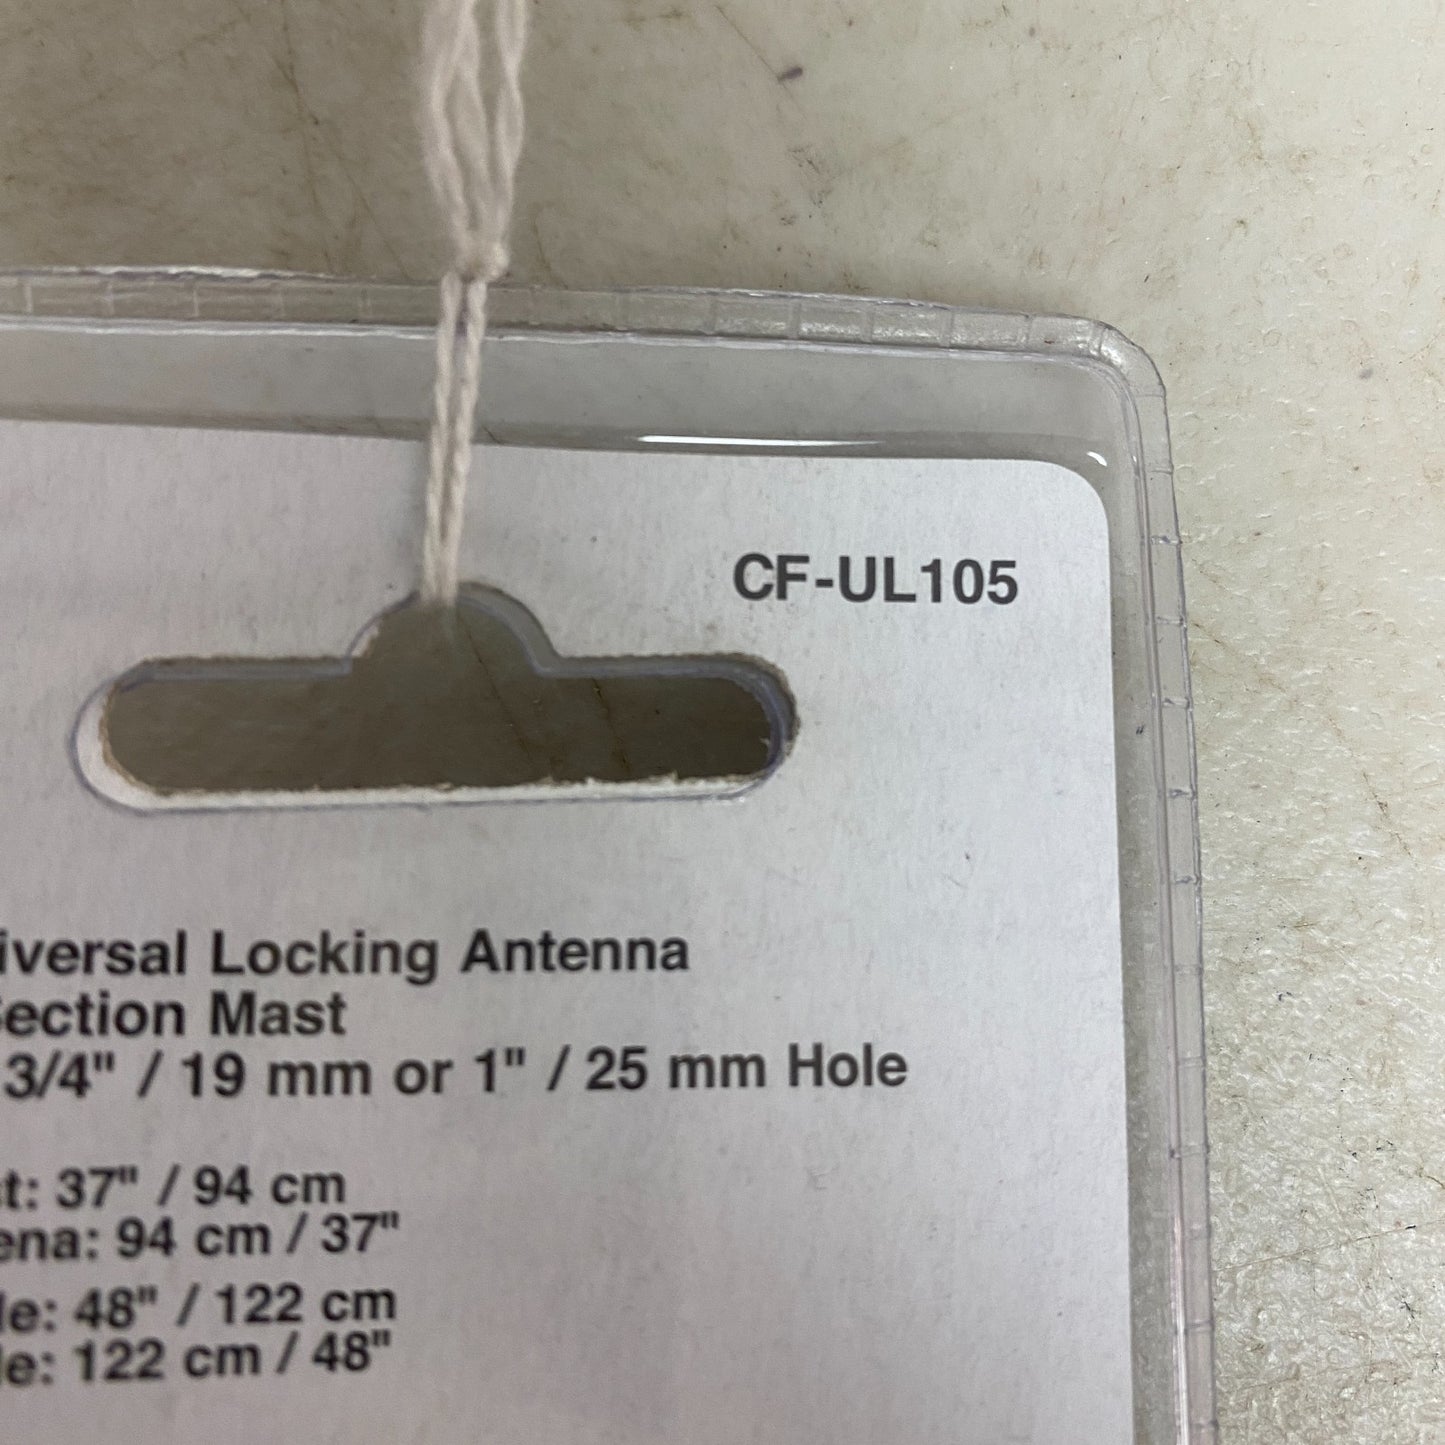 CF-UL105
iversal Locking Antenna
ection Mast
3/4" / 19 mm or 1" / 25 mm Hole
t: 37" / 94 cm
ena: 94 cm / 37"
le: 48" / 122 cm
le: 122 cm / 48"